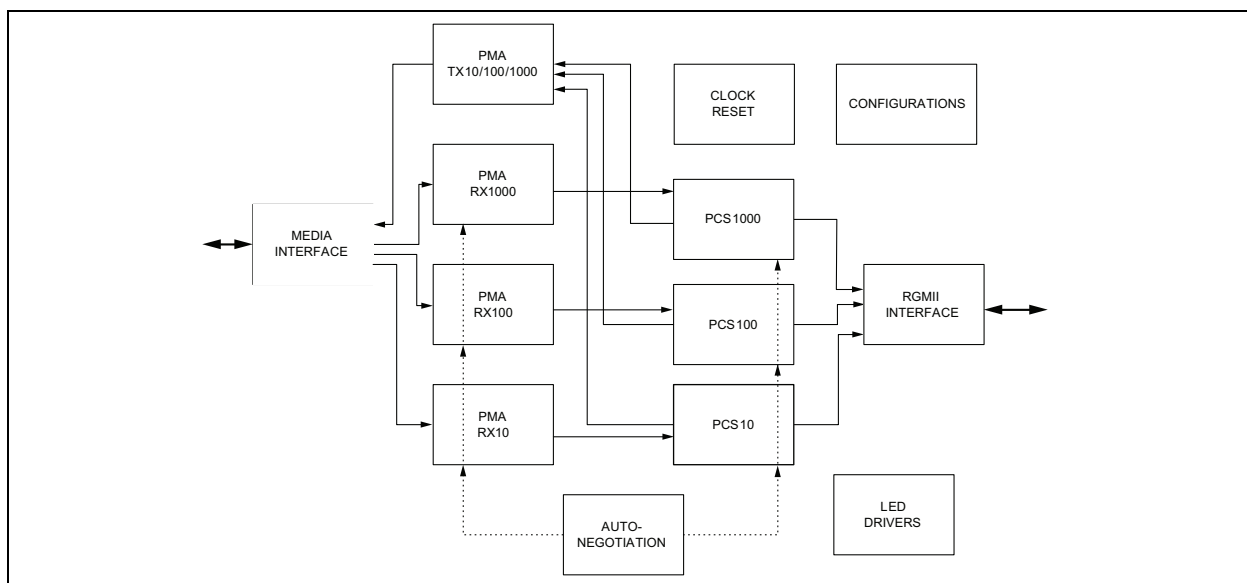 PMA
TX10/100/1000
CLOCK
RESET
CONFIGURATIONS
PMA
RX1000
PCS1000
MEDIA
INTERFACE
PMA
RX100
PCS100
RGMII
INTERFACE
PMA
RX10
PCS10
AUTO-
NEGOTIATION
LED
DRIVERS